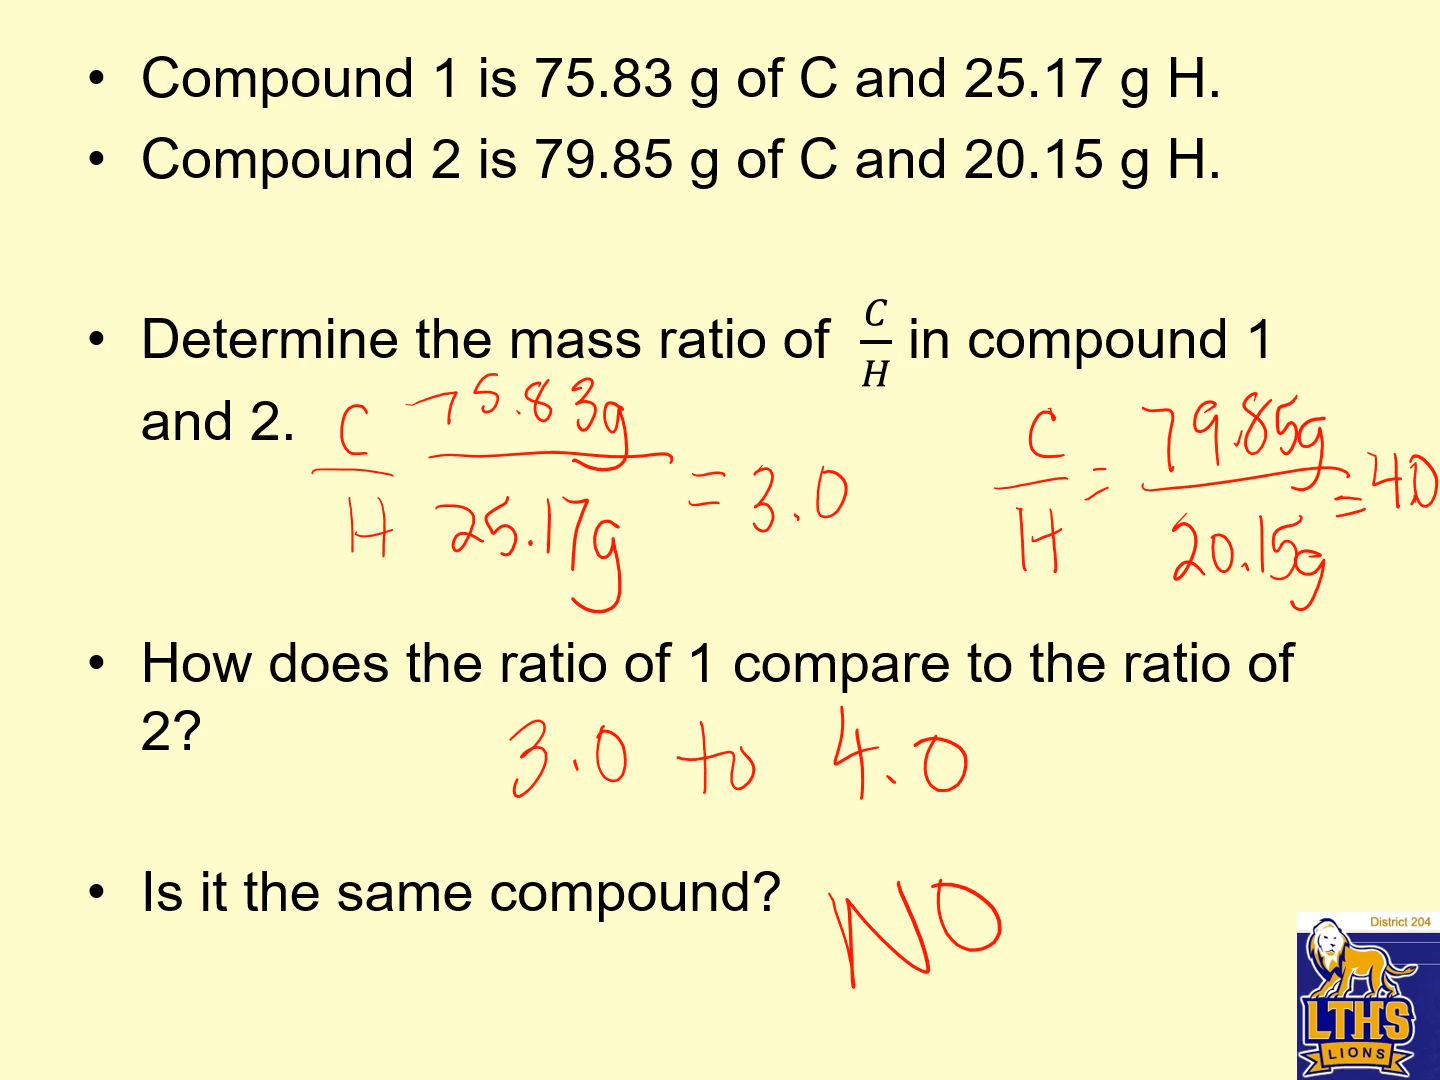 • Compound 1 is 75.83 g of C and 25.17 g H.
• Compound 2 is 79.85 g of C and 20.15 g H.
• Determine the mass ratio of C/H in compound 1
and 2.
C/H 75.83g/25.17g = 3.0
C/H = 79.85g/20.15g = 4.0
• How does the ratio of 1 compare to the ratio of
2?
3.0 to 4.0
• Is it the same compound?
NO
District 204
LTHS
LIONS